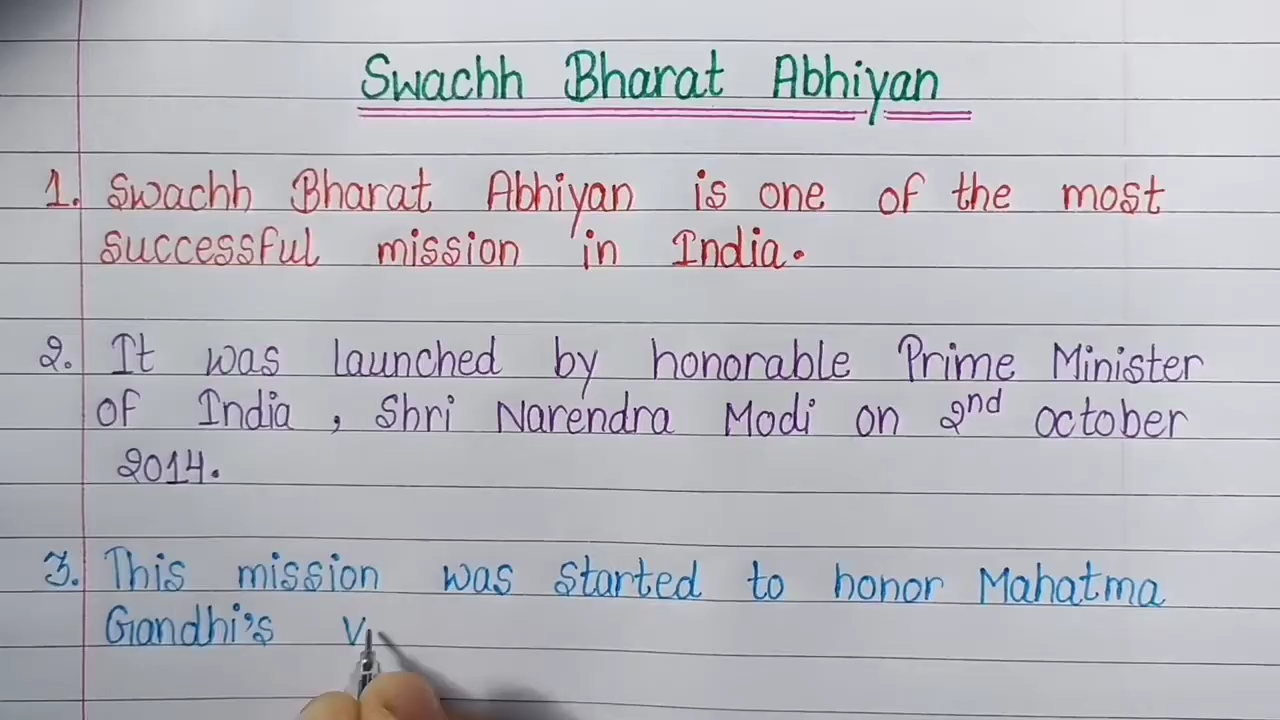 Swachh Bharat Abhiyan
1. Swachh Bharat Abhiyan is one of the most
successful mission in India.
2. It was launched by honorable Prime Minister
of India, Shri Narendra Modi on 2nd october
2014.
3. This mission was started to honor Mahatma
Gandhi's